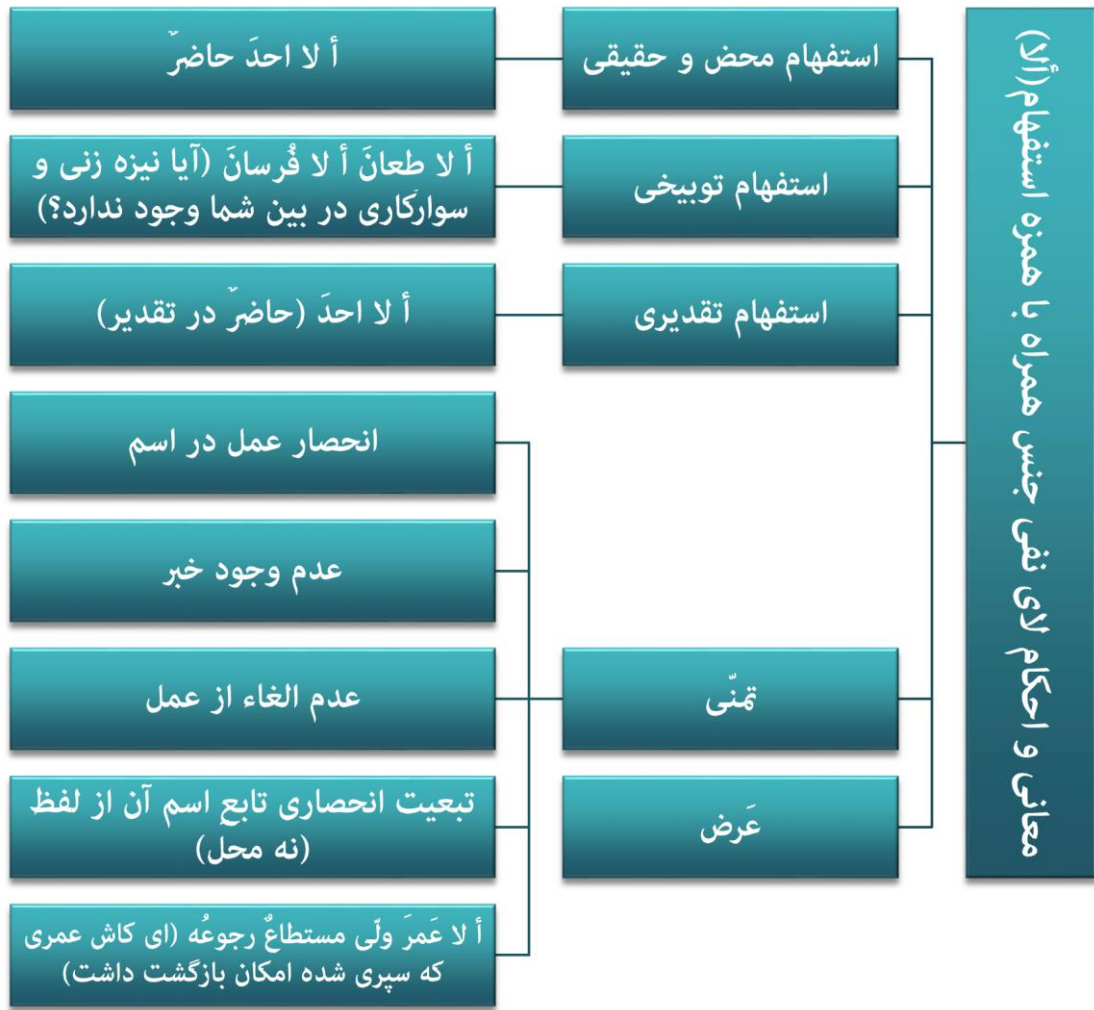 معانی و احکام لای نفی جنس همراه با همزه استفهام(ألا)
استفهام محض و حقیقی
أ لا احدَ حاضرٌ
استفهام توبیخی
أ لا طعانَ أ لا فُرسانَ (آیا نیزه زنی و
سوارکاری در بین شما وجود ندارد؟)
استفهام تقدیری
أ لا احدَ (حاضرٌ در تقدیر)
تمنّی
انحصار عمل در اسم
عدم وجود خبر
عدم الغاء از عمل
تبعیت انحصاری تابعِ اسم آن از لفظ
(نه محل)
أ لا عَمرَ ولّی مستطاعٌ رجوعُه (ای کاش عمری
که سپری شده امکان بازگشت داشت)
عَرض